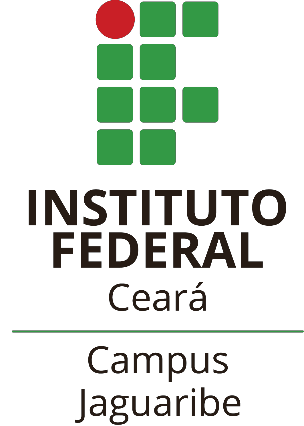 INSTITUTO
FEDERAL
Ceará
Campus
Jaguaribe